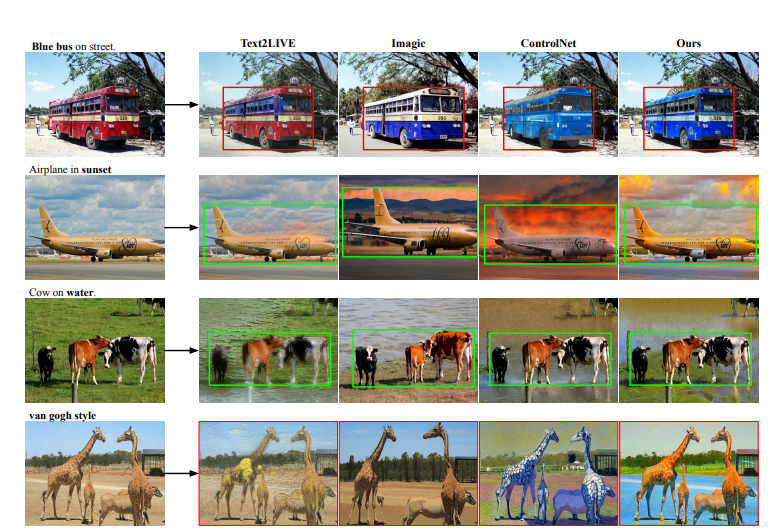 Blue bus on street.
Text2LIVE Imagic ControlNet Ours
Airplane in sunset
Cow on water.
van gogh style